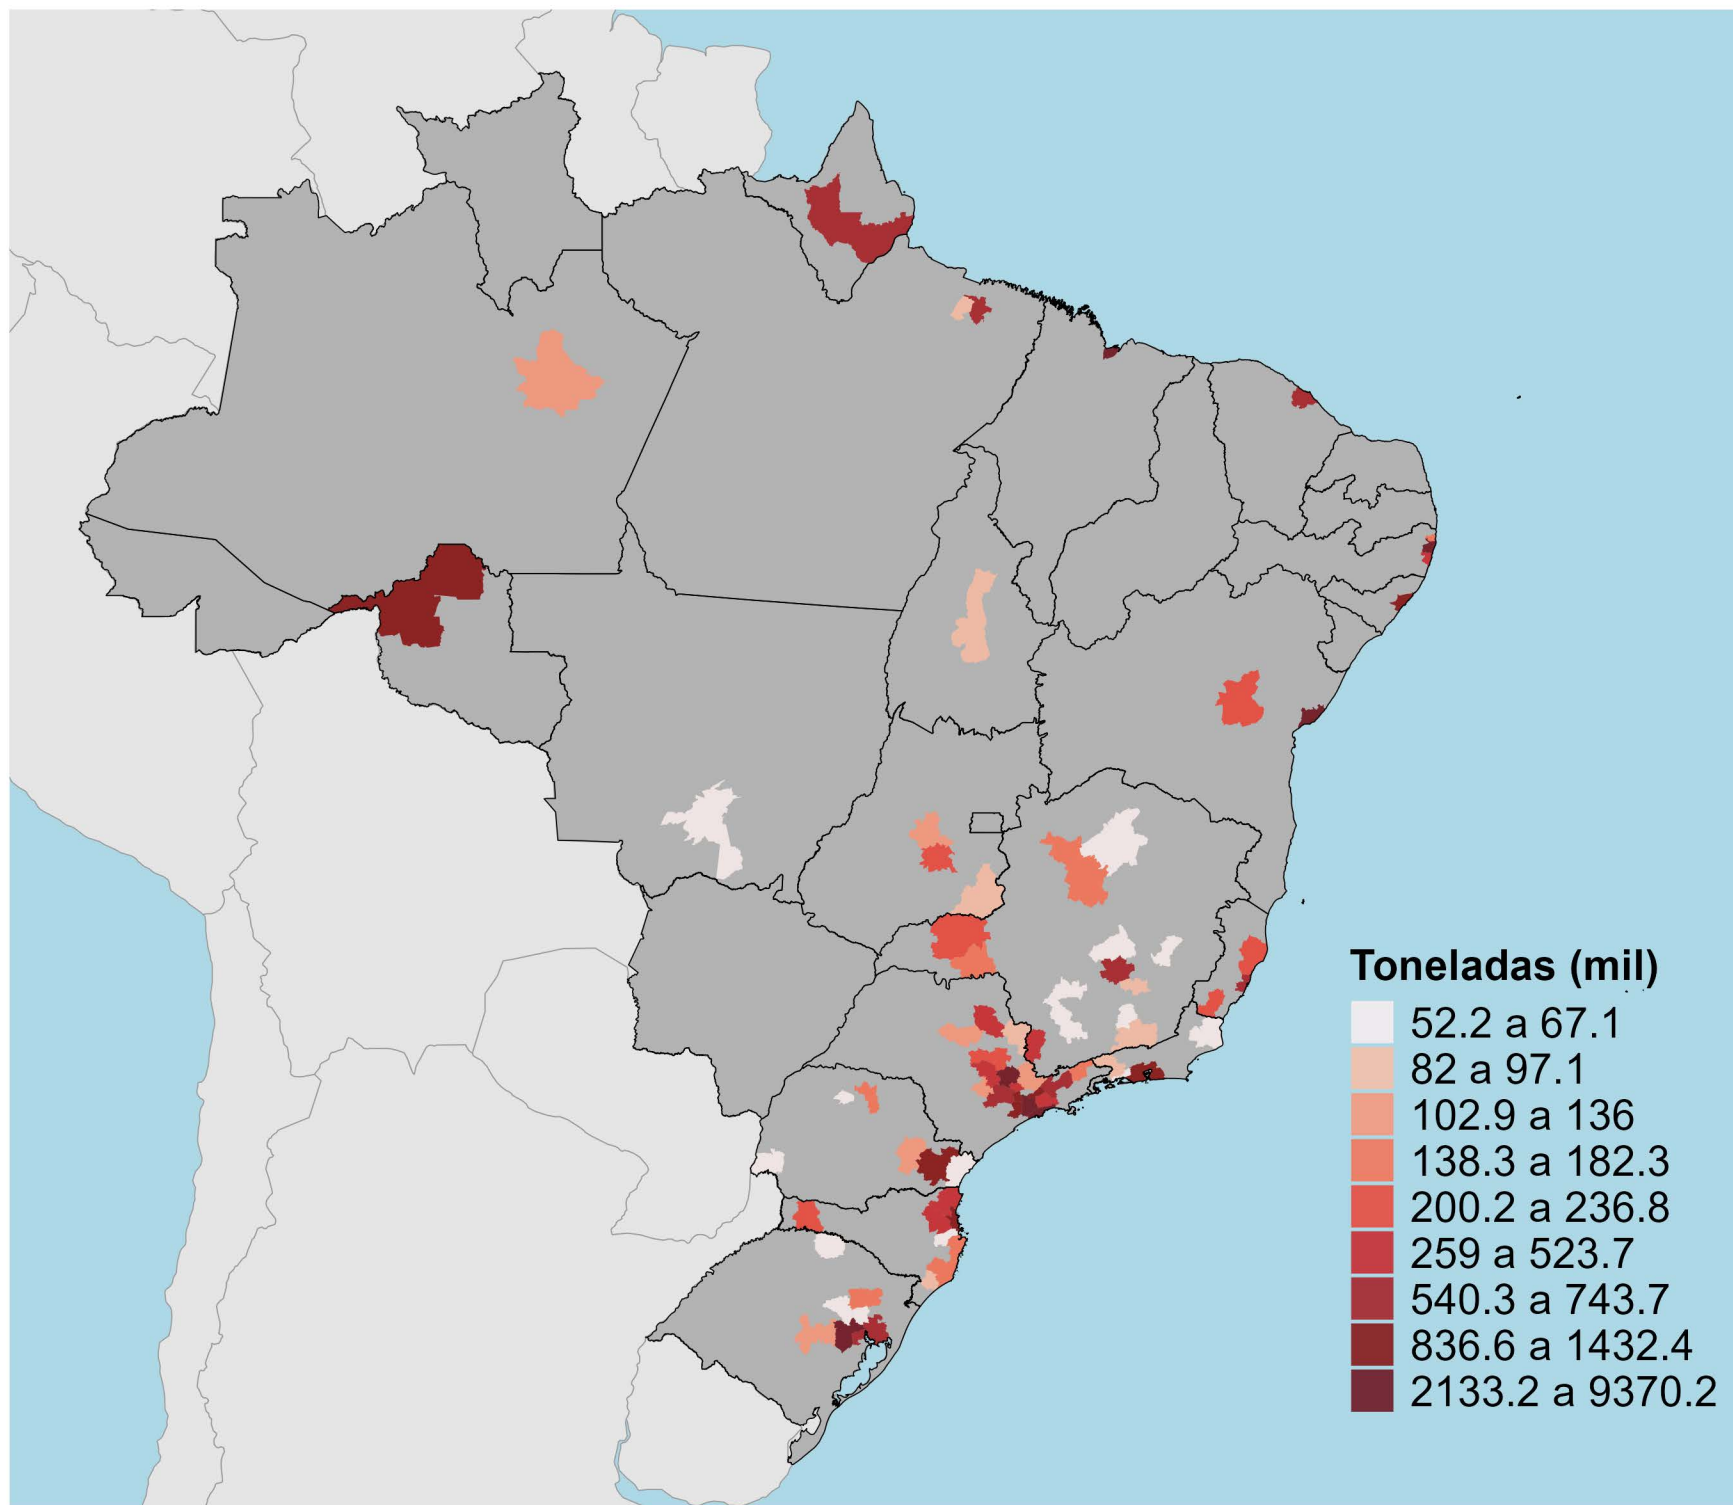 Toneladas (mil)
52.2 a 67.1
82 a 97.1
102.9 a 136
138.3 a 182.3
200.2 a 236.8
259 a 523.7
540.3 a 743.7
836.6 a 1432.4
2133.2 a 9370.2